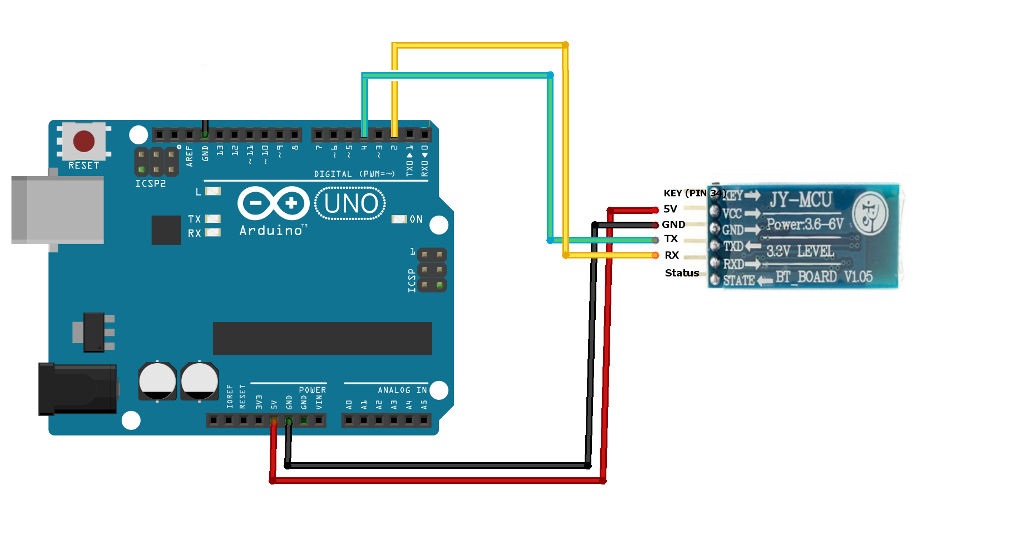 RESET
ICSP2
AREF
GND
13
12
~11
~10
~9
8
7
~6
~5
4
~3
2
TXD▶1
RXD◀0
DIGITAL (PWM=~)
L
TX
RX
UNO
Arduino™
ON
1
ICSP
IOREF
RESET
3V3
5V
GND
GND
VIN
POWER
ANALOG IN
A0
A1
A2
A3
A4
A5
KEY (PIN 34)
5V
GND
TX
RX
Status
KEY
VCC
GND
TXD
RXD
STATE
JY-MCU
Power:3.6-6V
3.3V LEVEL
BT_BOARD V1.05